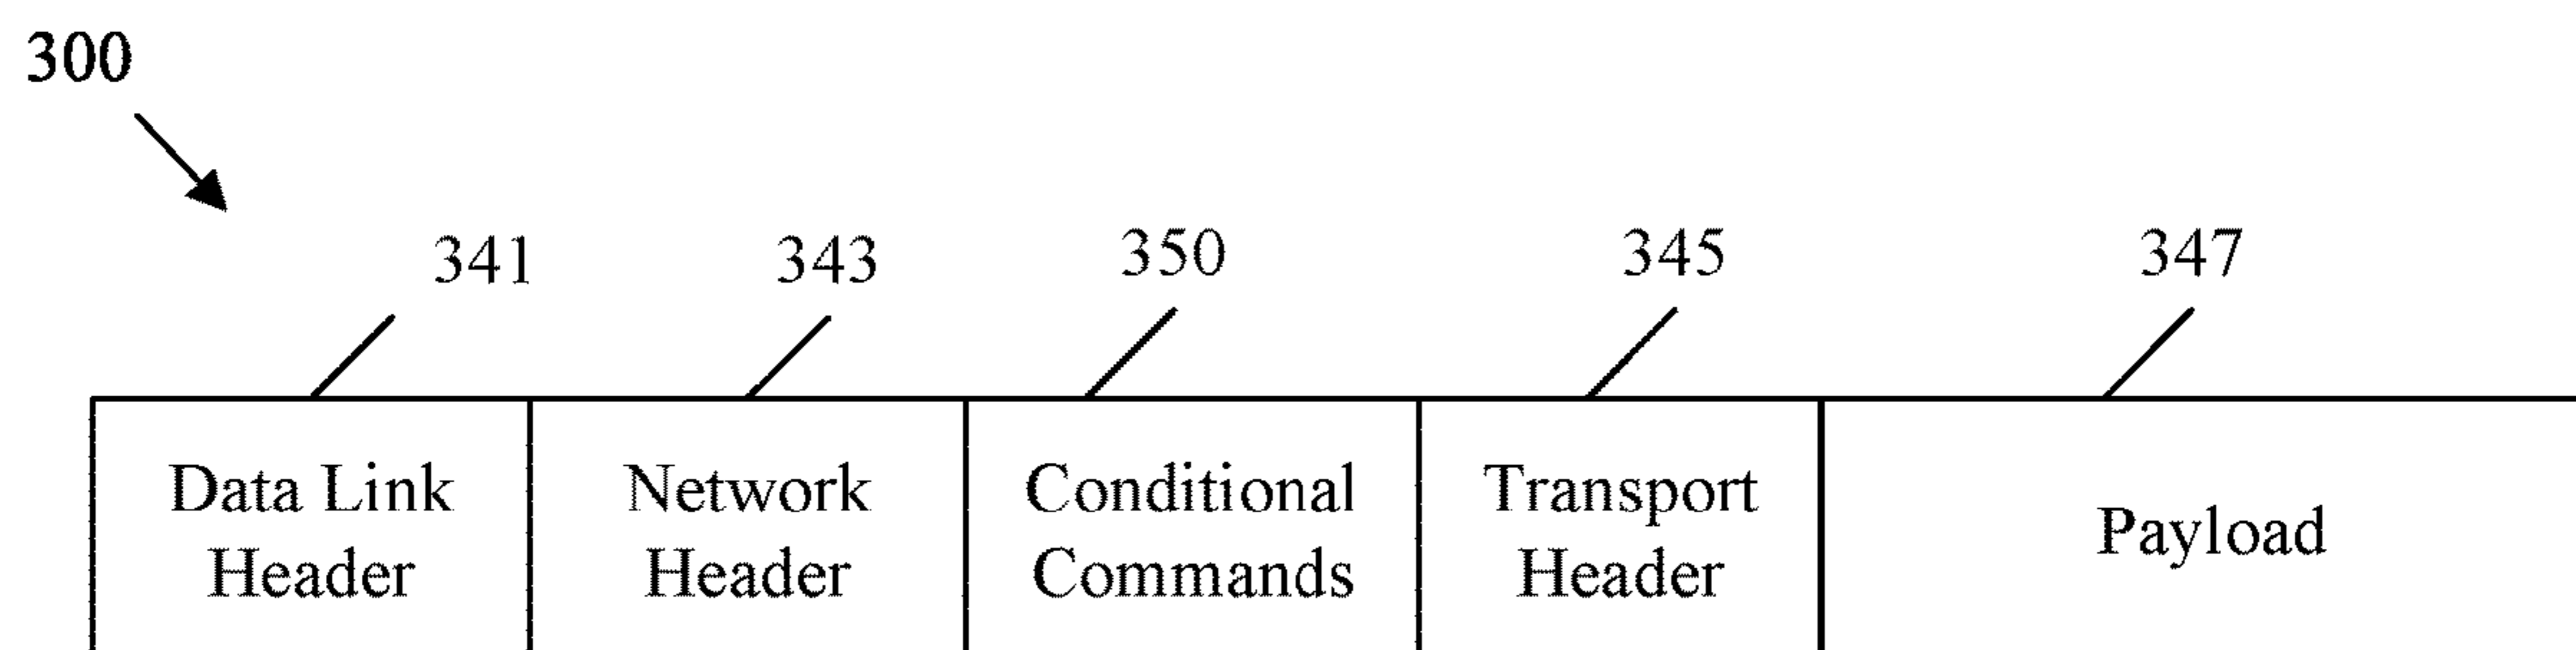 300
341
343
350
345
347
Data Link
Header
Network
Header
Conditional
Commands
Transport
Header
Payload